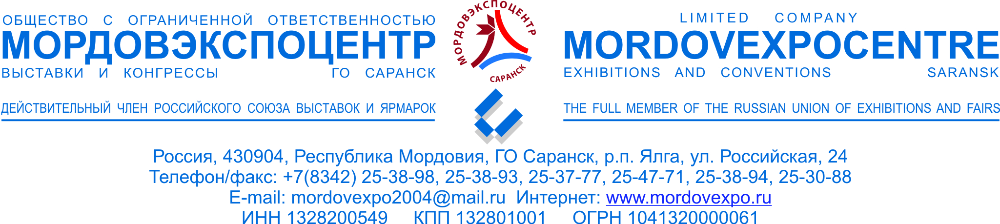 ОБЩЕСТВО С ОГРАНИЧЕННОЙ ОТВЕТСТВЕННОСТЬЮ
МОРДОВЭКСПОЦЕНТР
ВЫСТАВКИ И КОНГРЕССЫ ГО САРАНСК
ДЕЙСТВИТЕЛЬНЫЙ ЧЛЕН РОССИЙСКОГО СОЮЗА ВЫСТАВОК И ЯРМАРОК
МОРДОВЭКСПОЦЕНТР
САРАНСК
LIMITED COMPANY
MORDOVEXPOCENTRE
EXHIBITIONS AND CONVENTIONS SARANSK
THE FULL MEMBER OF THE RUSSIAN UNION OF EXHIBITIONS AND FAIRS
Россия, 430904, Республика Мордовия, ГО Саранск, р.п. Ялга, ул. Российская, 24
Телефон/факс: +7(8342) 25-38-98, 25-38-93, 25-37-77, 25-47-71, 25-38-94, 25-30-88
E-mail: mordovexpo2004@mail.ru Интернет: www.mordovexpo.ru
ИНН 1328200549 КПП 132801001 ОГРН 1041320000061